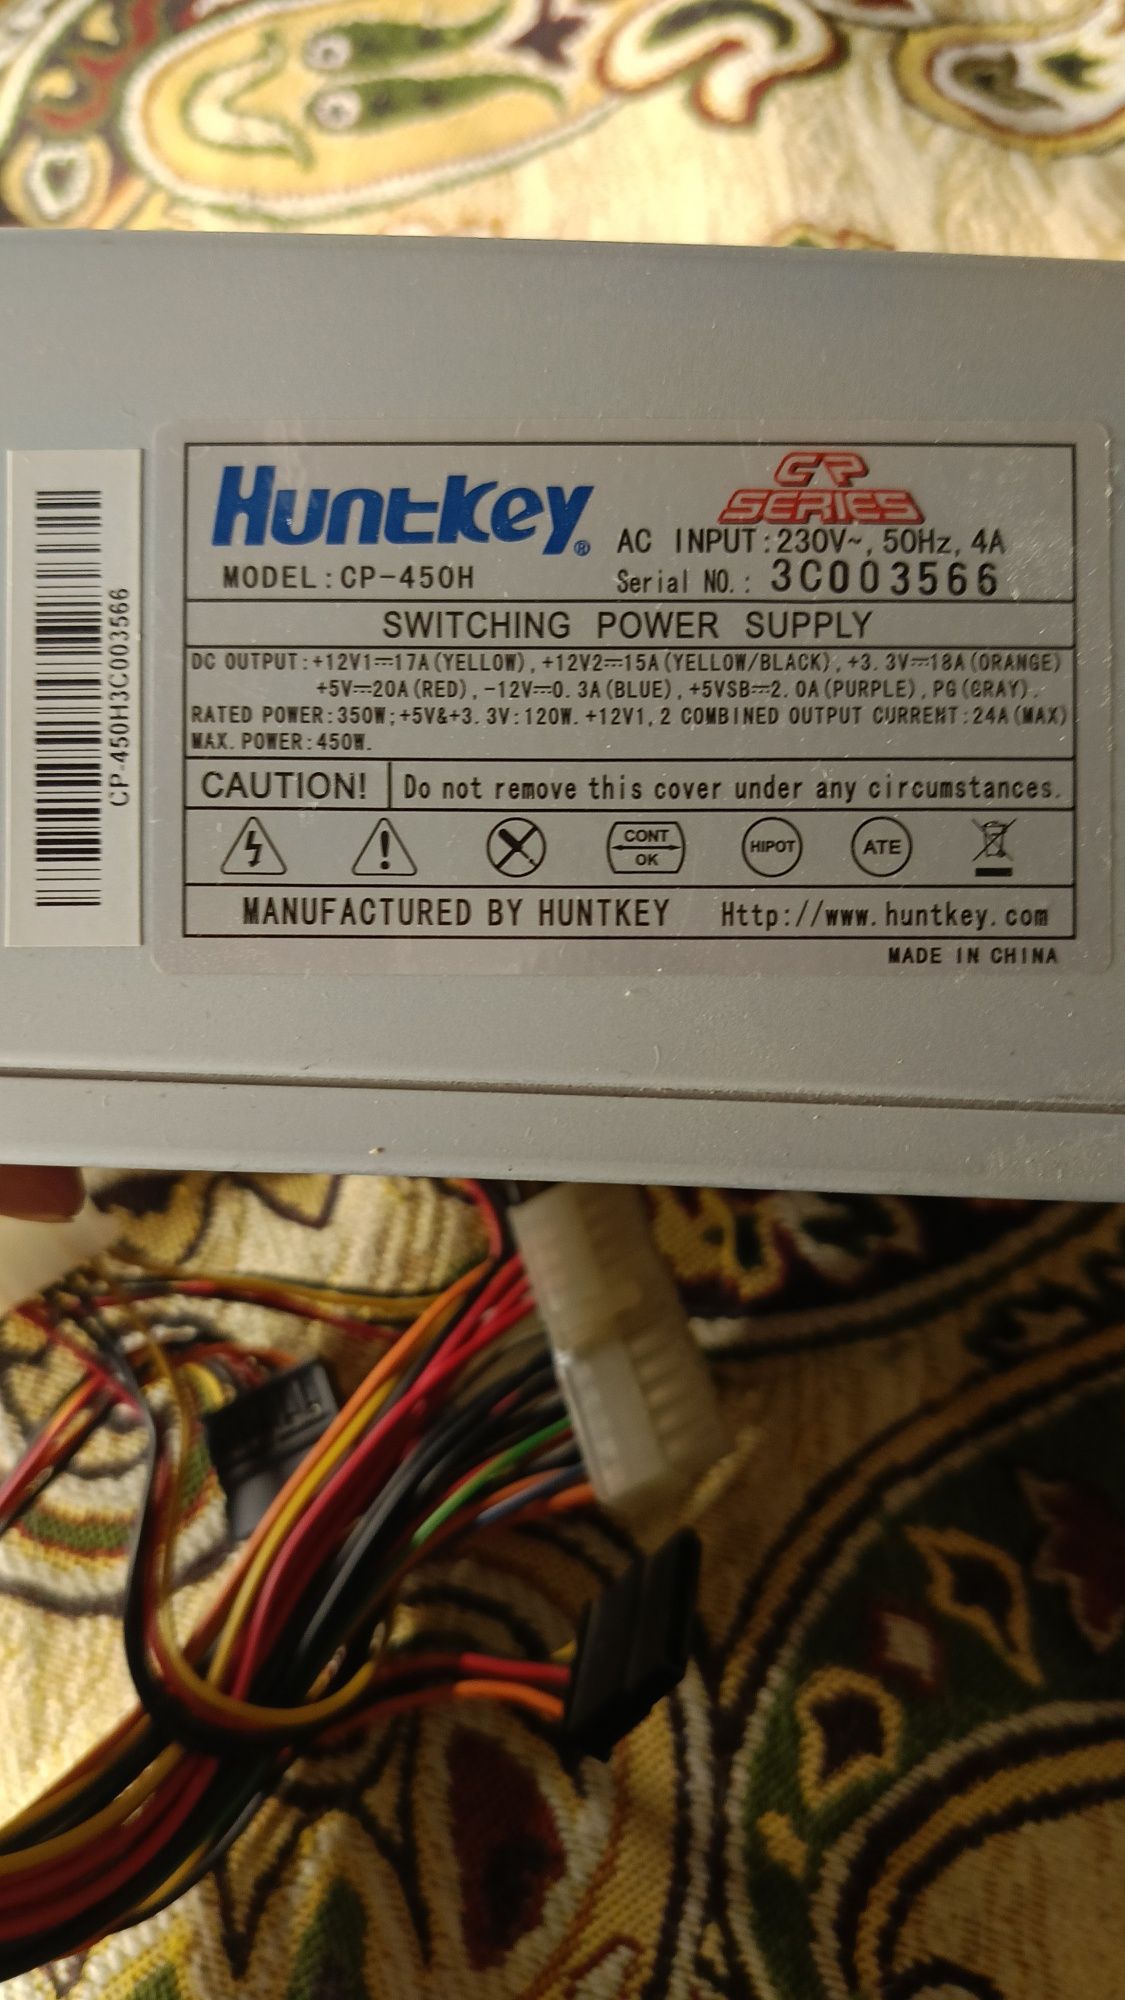 Huntkey®
CP
SERIES
AC INPUT:230V~, 50Hz, 4A
MODEL:CP-450H
Serial NO.: 3C003566
SWITCHING POWER SUPPLY
DC OUTPUT:+12V1⎓17A(YELLOW), +12V2⎓15A(YELLOW/BLACK), +3.3V⎓18A(ORANGE)
+5V⎓20A(RED), -12V⎓0.3A(BLUE), +5VSB⎓2.0A(PURPLE), PG(GRAY).
RATED POWER:350W;+5V&+3.3V:120W. +12V1,2 COMBINED OUTPUT CURRENT:24A(MAX)
MAX. POWER:450W.
CAUTION! Do not remove this cover under any circumstances.
CONT
OK
HIPOT
ATE
MANUFACTURED BY HUNTKEY Http://www.huntkey.com
MADE IN CHINA
CP-450H3C003566